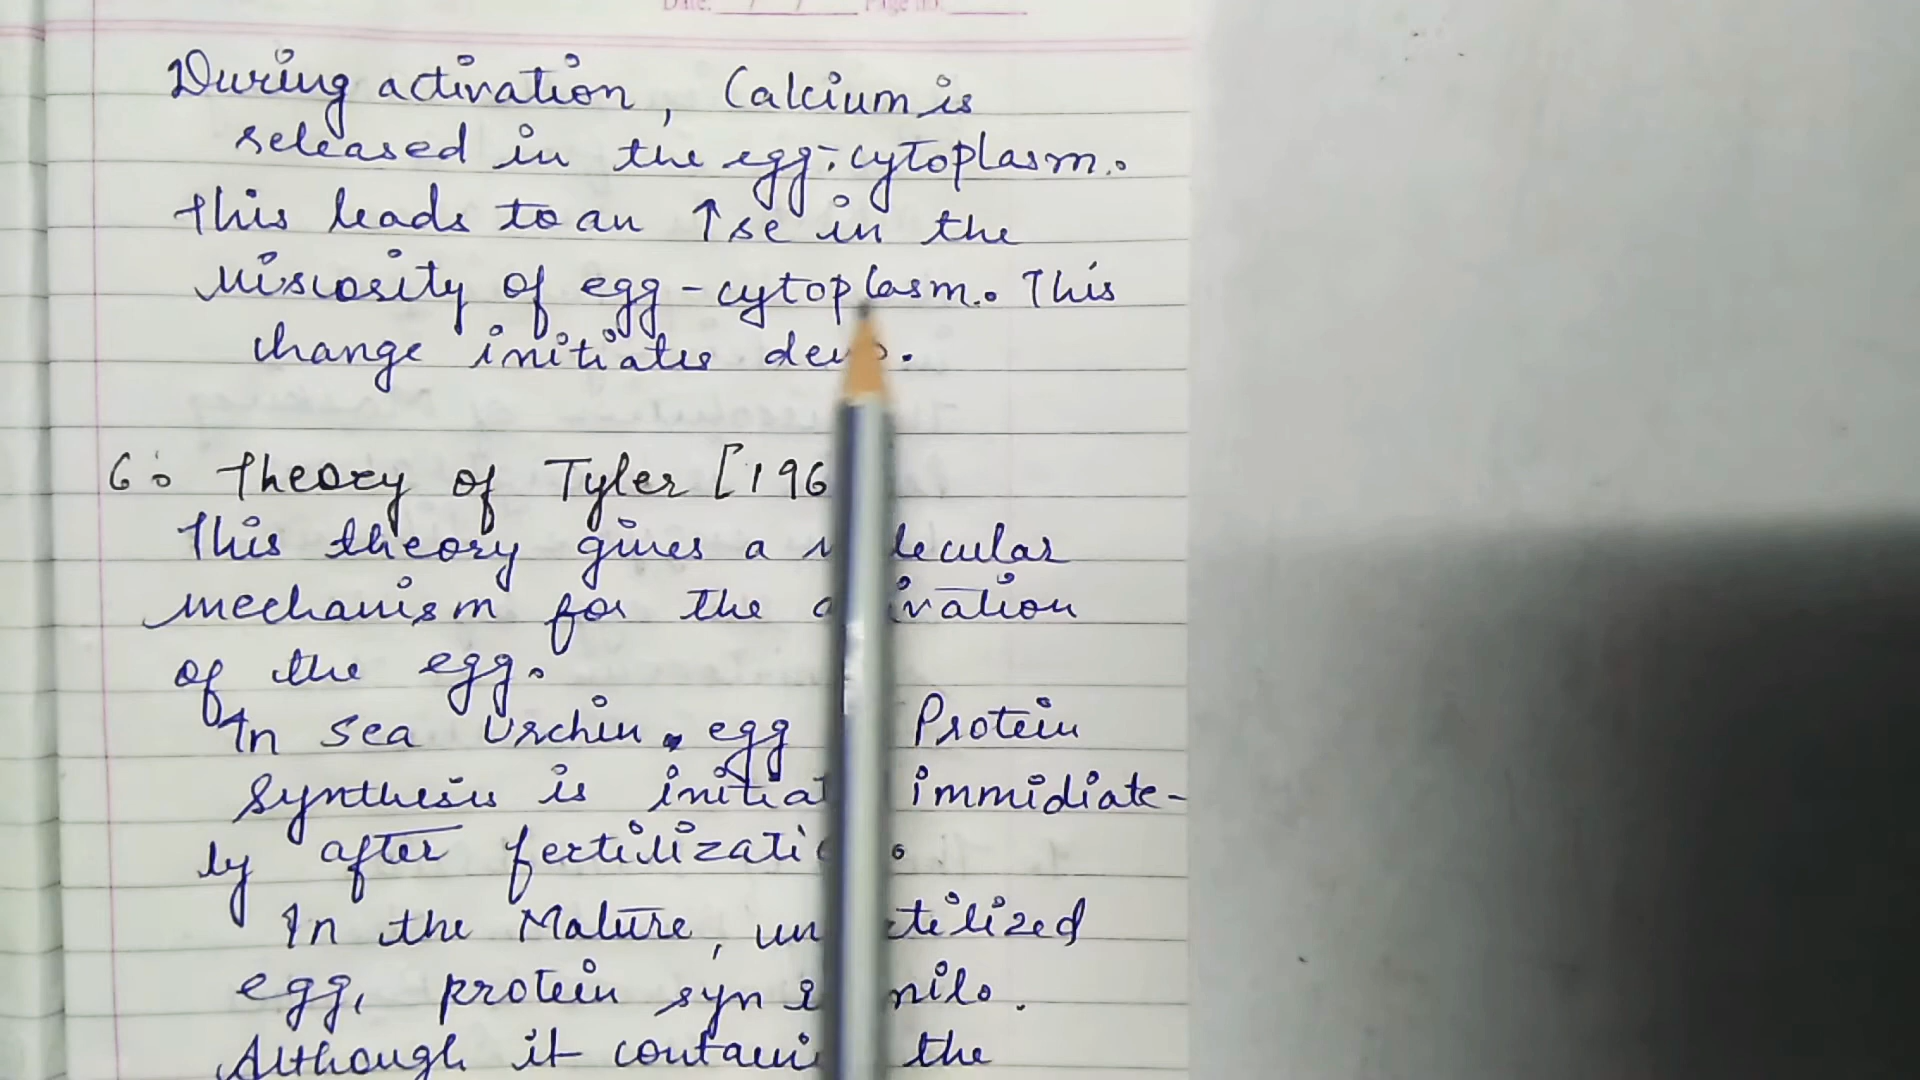 Date: / / Page no.
During activation, Calcium is
released in the egg-cytoplasm.
This leads to an ↑se in the
viscosity of egg-cytoplasm. This
change initiates
6: Theory of Tyler [196
This theory gives a
mechanism for the
of the egg.
In Sea Urchin egg Protein
Synthesis is immidiate-
ly after
In the Mature,
egg, protein syn nil.
Although it the